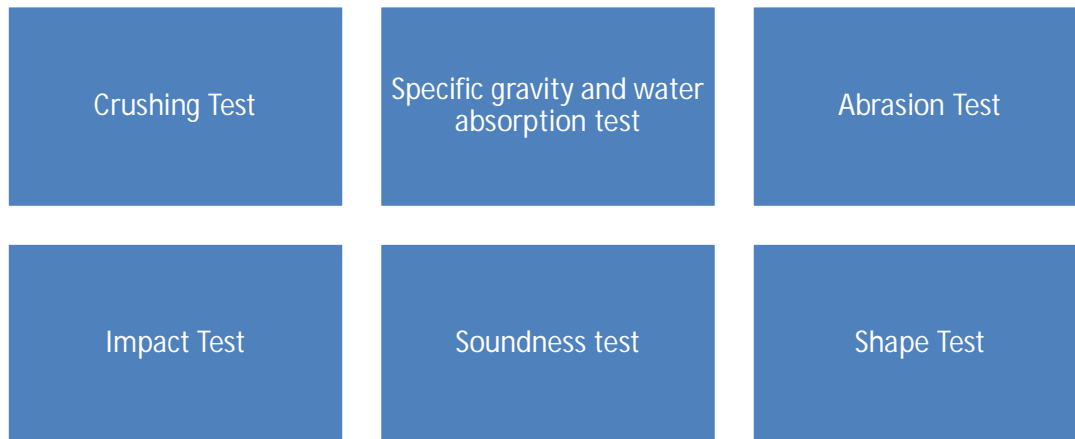 Crushing Test
Specific gravity and water
absorption test
Abrasion Test
Impact Test
Soundness test
Shape Test